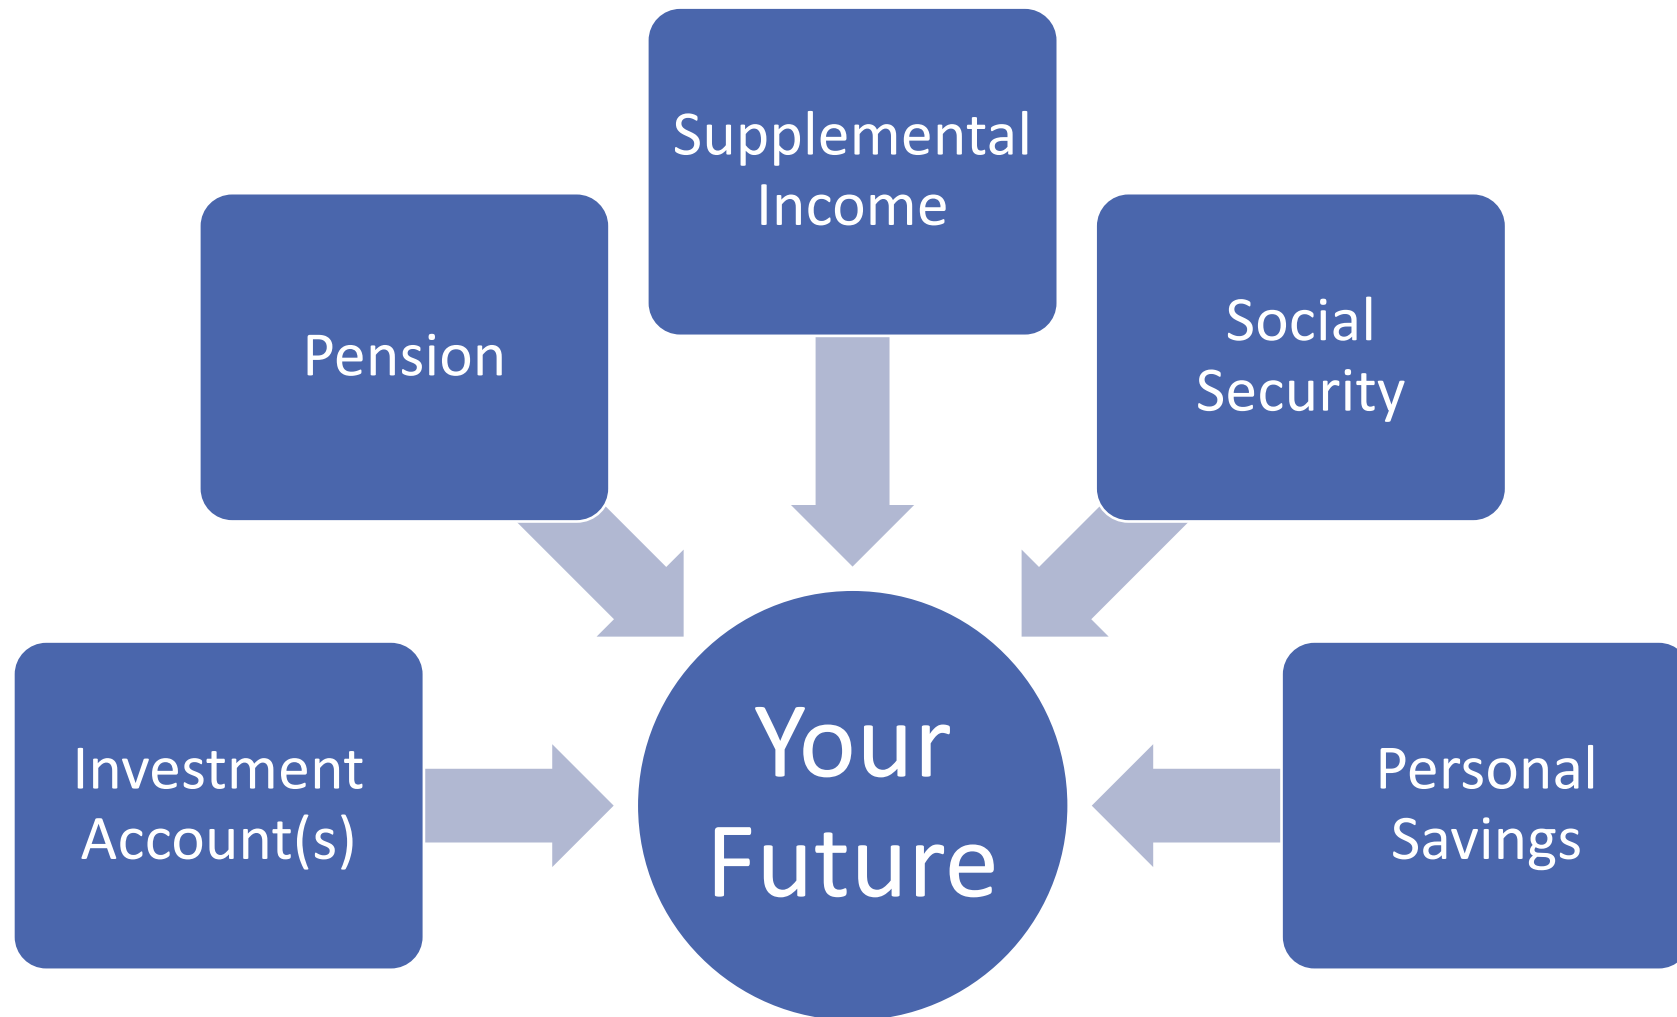 Supplemental
Income
Pension
Social
Security
Investment
Account(s)
Your
Future
Personal
Savings